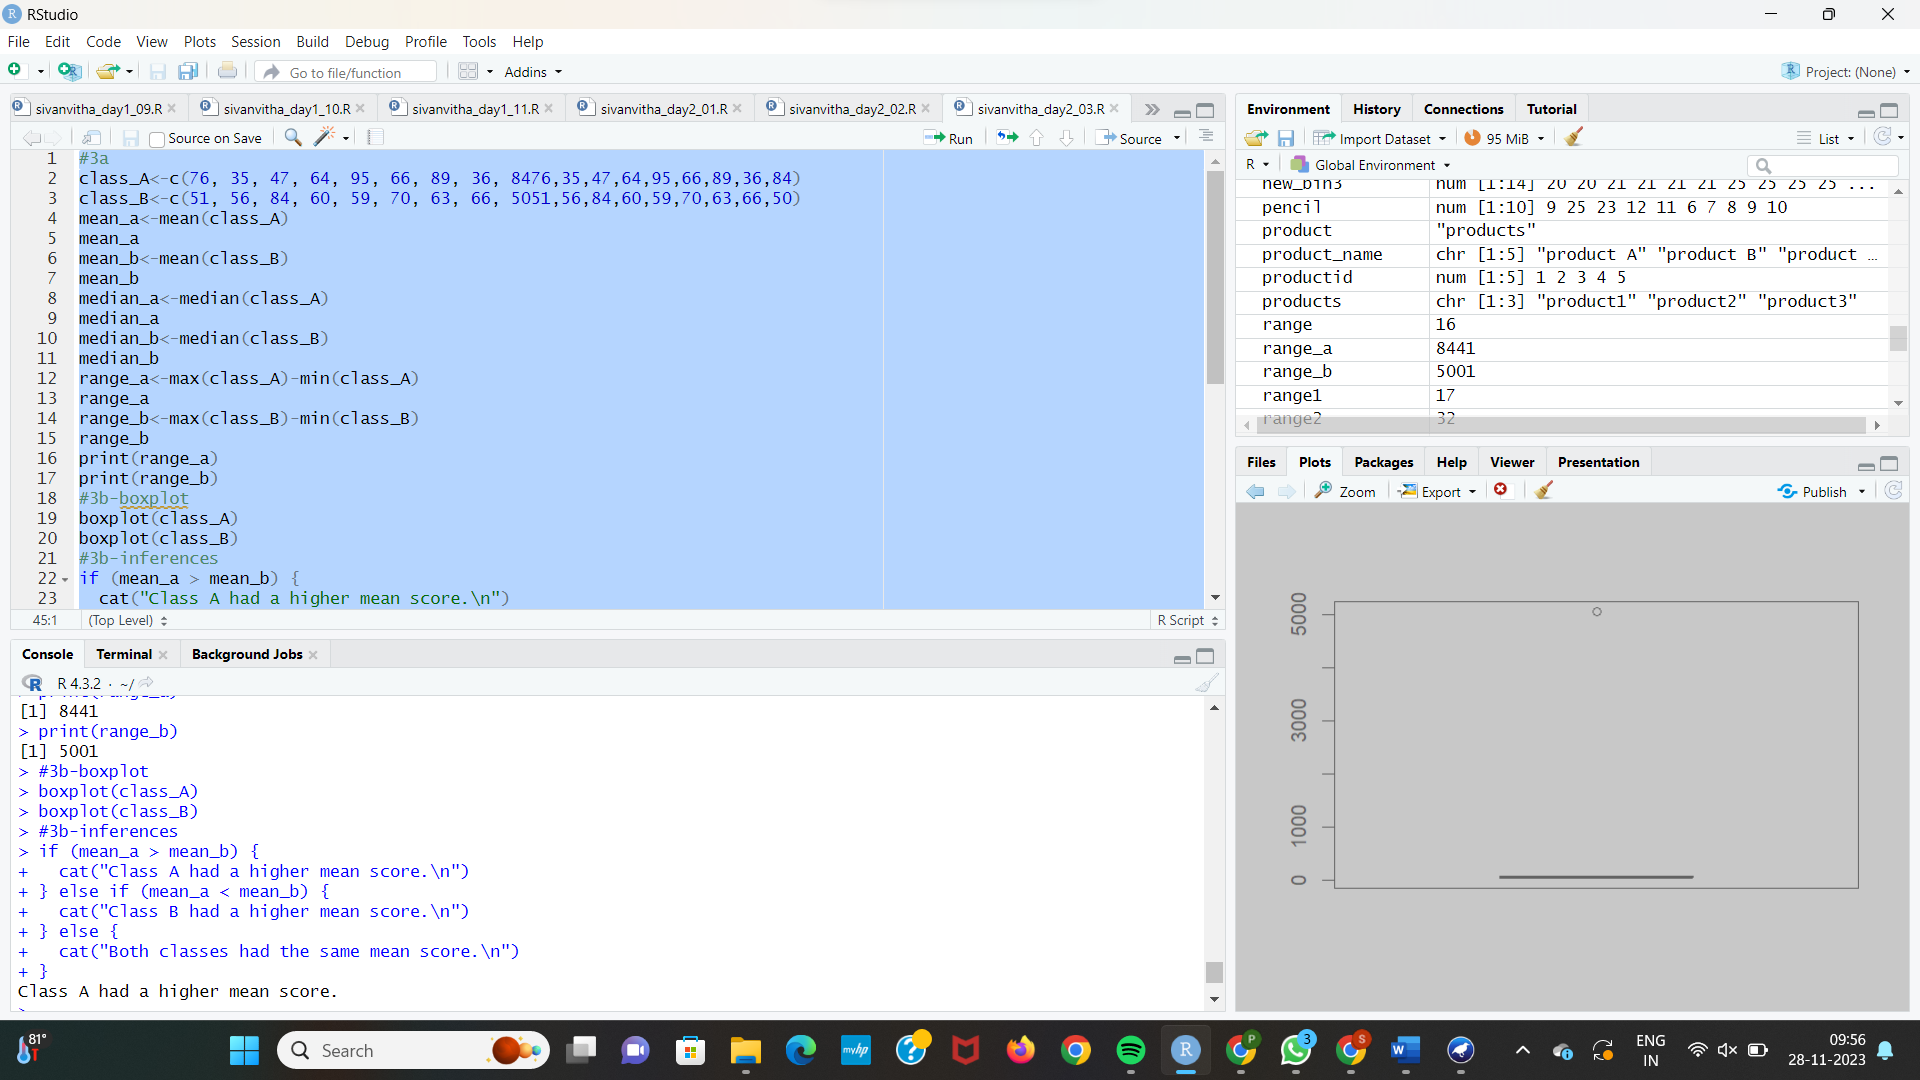 RStudio
File Edit Code View Plots Session Build Debug Profile Tools Help
Go to file/function Addins Project: (None)
sivanvitha_day1_09.R sivanvitha_day1_10.R sivanvitha_day1_11.R sivanvitha_day2_01.R sivanvitha_day2_02.R sivanvitha_day2_03.R
Source on Save Run Source
1 #3a
2 class_A<-c(76, 35, 47, 64, 95, 66, 89, 36, 8476,35,47,64,95,66,89,36,84)
3 class_B<-c(51, 56, 84, 60, 59, 70, 63, 66, 5051,56,84,60,59,70,63,66,50)
4 mean_a<-mean(class_A)
5 mean_a
6 mean_b<-mean(class_B)
7 mean_b
8 median_a<-median(class_A)
9 median_a
10 median_b<-median(class_B)
11 median_b
12 range_a<-max(class_A)-min(class_A)
13 range_a
14 range_b<-max(class_B)-min(class_B)
15 range_b
16 print(range_a)
17 print(range_b)
18 #3b-boxplot
19 boxplot(class_A)
20 boxplot(class_B)
21 #3b-inferences
22 if (mean_a > mean_b) {
23 cat("Class A had a higher mean score.\n")
45:1 (Top Level) R Script
Console Terminal Background Jobs
R 4.3.2 · ~/
> print(range_a)
[1] 8441
> print(range_b)
[1] 5001
> #3b-boxplot
> boxplot(class_A)
> boxplot(class_B)
> #3b-inferences
> if (mean_a > mean_b) {
+ cat("Class A had a higher mean score.\n")
+ } else if (mean_a < mean_b) {
+ cat("Class B had a higher mean score.\n")
+ } else {
+ cat("Both classes had the same mean score.\n")
+ }
Class A had a higher mean score.
>
Environment History Connections Tutorial
Import Dataset 95 MiB List
R Global Environment
new_bin3 num [1:14] 20 20 21 21 21 21 25 25 25 25 ...
pencil num [1:10] 9 25 23 12 11 6 7 8 9 10
product "products"
product_name chr [1:5] "product A" "product B" "product …
productid num [1:5] 1 2 3 4 5
products chr [1:3] "product1" "product2" "product3"
range 16
range_a 8441
range_b 5001
range1 17
range2 32
Files Plots Packages Help Viewer Presentation
Zoom Export Publish
5000
3000
1000
0
81°
Search
myhp
P
3
S
W
ENG
IN
09:56
28-11-2023